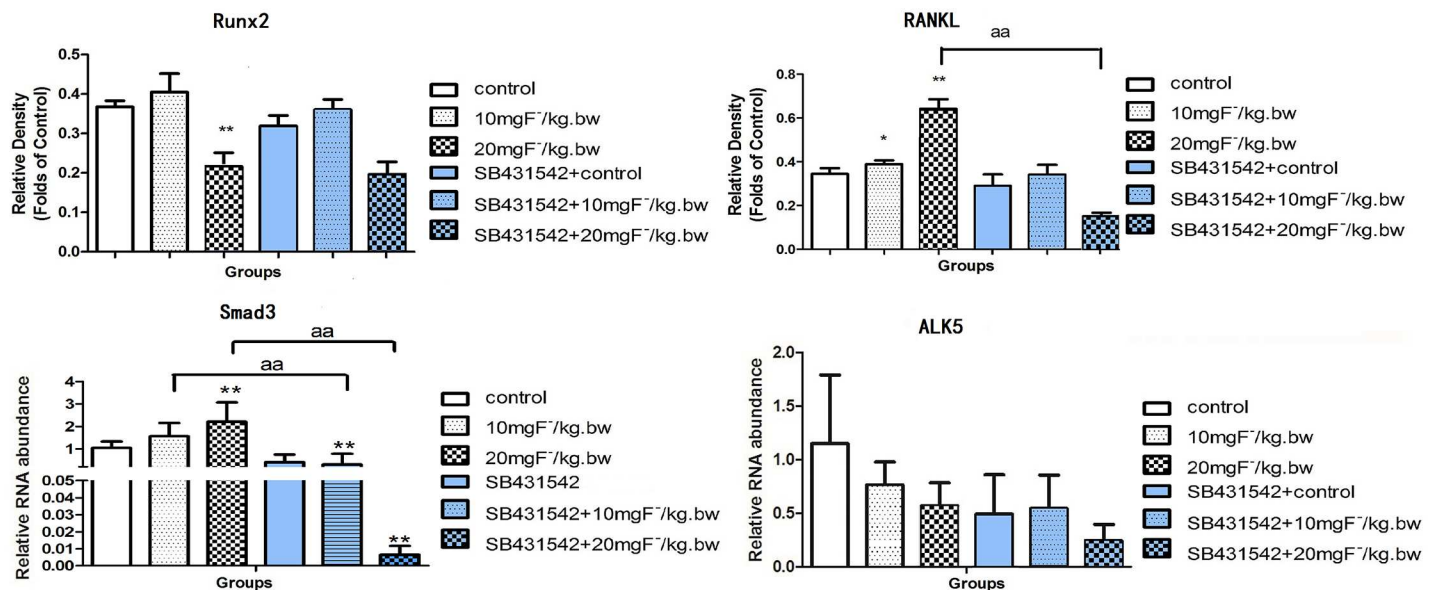 Runx2
Relative Density
(Folds of Control)
0.5
0.4
0.3
0.2
0.1
0.0
**
Groups
control
10mgF⁻/kg.bw
20mgF⁻/kg.bw
SB431542+control
SB431542+10mgF⁻/kg.bw
SB431542+20mgF⁻/kg.bw
RANKL
aa
Relative Density
(Folds of Control)
0.8
0.6
0.4
0.2
0.0
*
**
Groups
control
10mgF⁻/kg.bw
20mgF⁻/kg.bw
SB431542+control
SB431542+10mgF⁻/kg.bw
SB431542+20mgF⁻/kg.bw
Smad3
aa
aa
Relative RNA abundance
4
3
2
1
0.05
0.04
0.03
0.02
0.01
0.00
**
**
**
Groups
control
10mgF⁻/kg.bw
20mgF⁻/kg.bw
SB431542
SB431542+10mgF⁻/kg.bw
SB431542+20mgF⁻/kg.bw
ALK5
Relative RNA abundance
2.0
1.5
1.0
0.5
0.0
Groups
control
10mgF⁻/kg.bw
20mgF⁻/kg.bw
SB431542+control
SB431542+10mgF⁻/kg.bw
SB431542+20mgF⁻/kg.bw